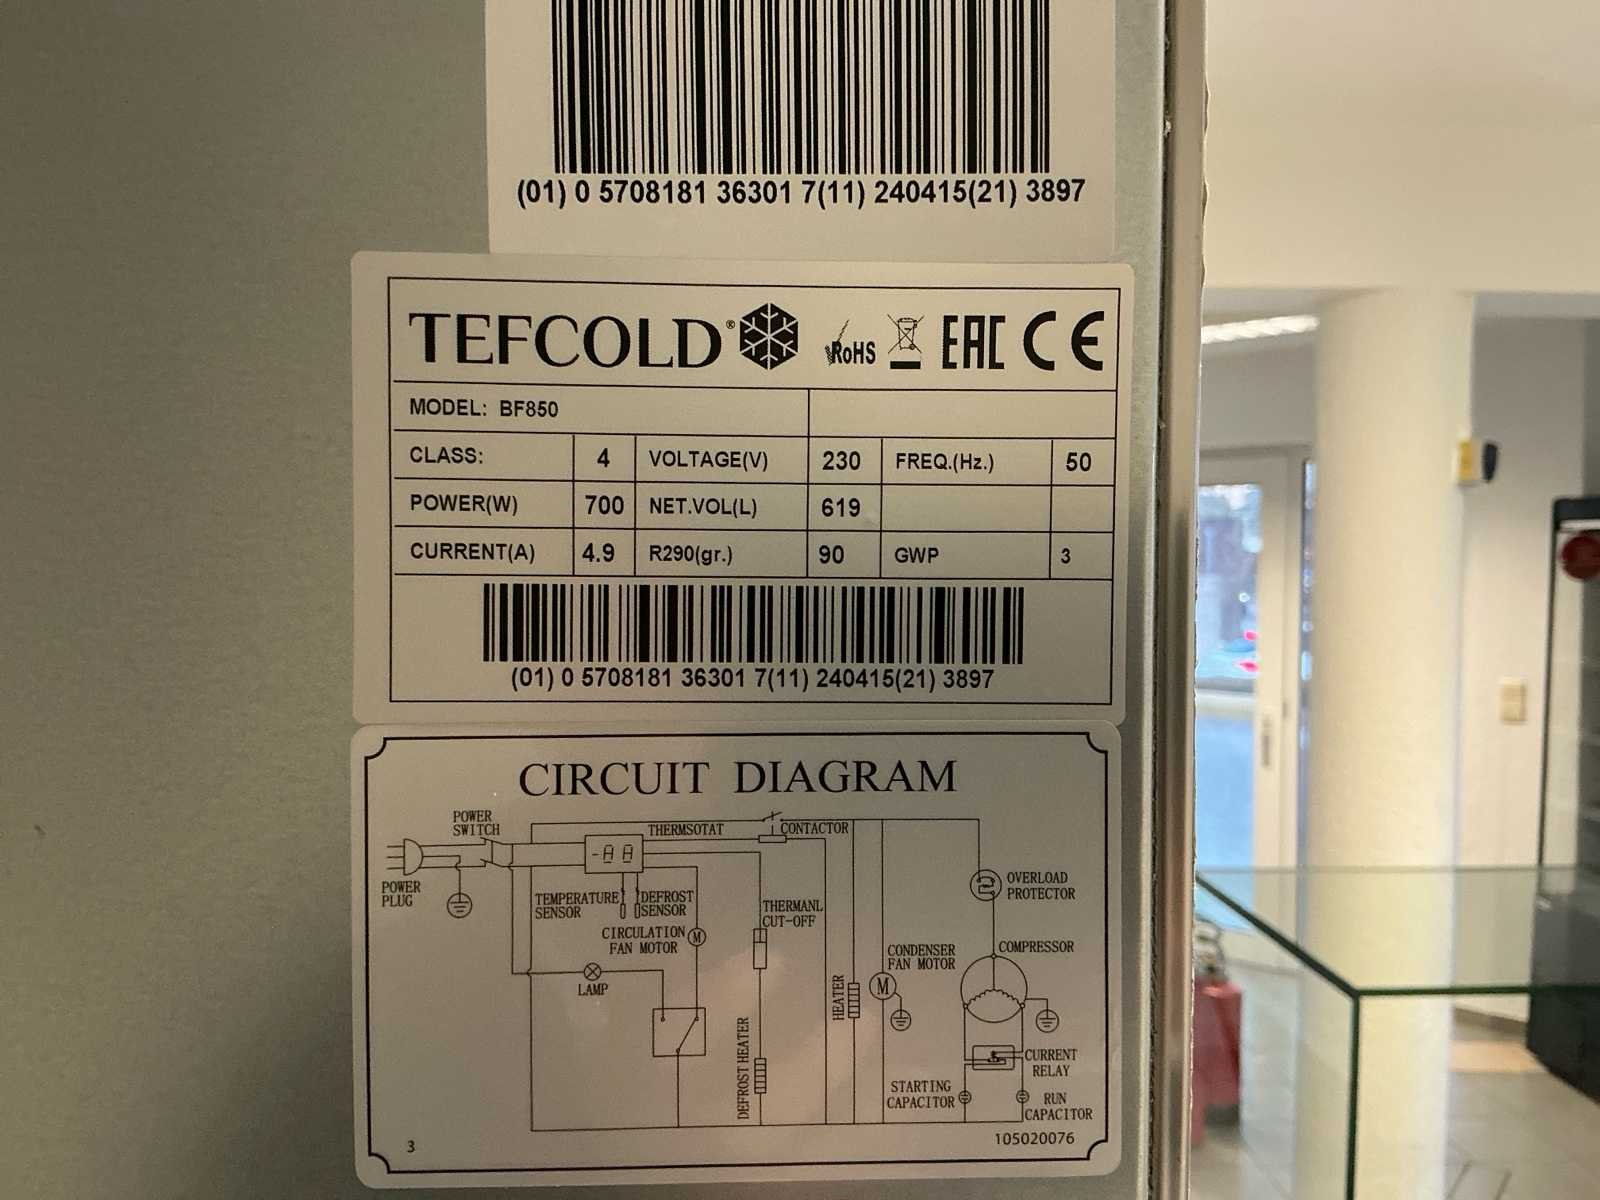 (01) 0 5708181 36301 7(11) 240415(21) 3897
TEFCOLD® RoHS EAC CE
MODEL: BF850
CLASS: 4 VOLTAGE(V) 230 FREQ.(Hz.) 50
POWER(W) 700 NET.VOL(L) 619
CURRENT(A) 4.9 R290(gr.) 90 GWP 3
(01) 0 5708181 36301 7(11) 240415(21) 3897
CIRCUIT DIAGRAM
POWER
SWITCH
THERMSOTAT
CONTACTOR
-88
POWER
PLUG
TEMPERATURE
SENSOR
DEFROST
SENSOR
OVERLOAD
PROTECTOR
THERMANL
CUT-OFF
CIRCULATION
FAN MOTOR
M
CONDENSER
FAN MOTOR
M
COMPRESSOR
LAMP
HEATER
DEFROST HEATER
CURRENT
RELAY
STARTING
CAPACITOR
RUN
CAPACITOR
3
105020076